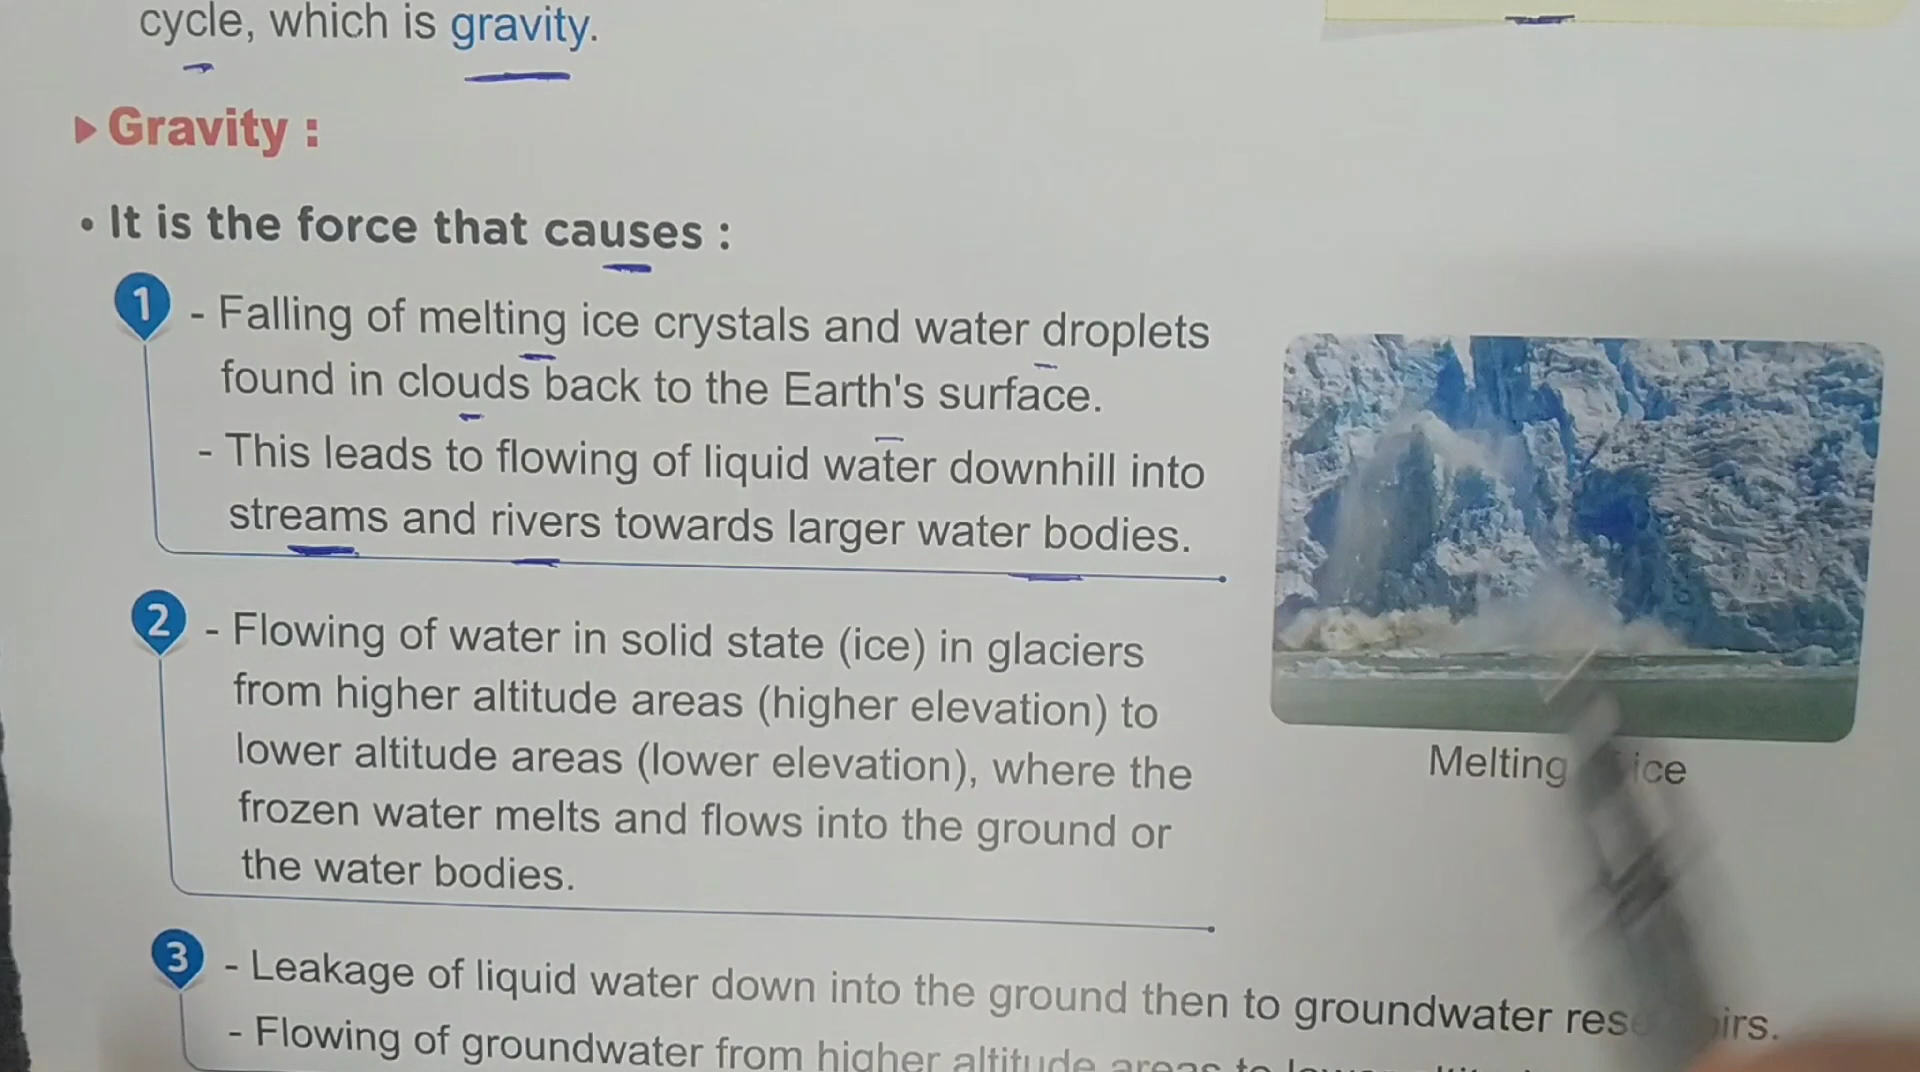 cycle, which is gravity.
Gravity :
• It is the force that causes :
1 - Falling of melting ice crystals and water droplets
found in clouds back to the Earth's surface.
- This leads to flowing of liquid water downhill into
streams and rivers towards larger water bodies.
2 - Flowing of water in solid state (ice) in glaciers
from higher altitude areas (higher elevation) to
lower altitude areas (lower elevation), where the
frozen water melts and flows into the ground or
the water bodies.
Melting ice
3 - Leakage of liquid water down into the ground then to groundwater
- Flowing of groundwater from higher altitude areas to